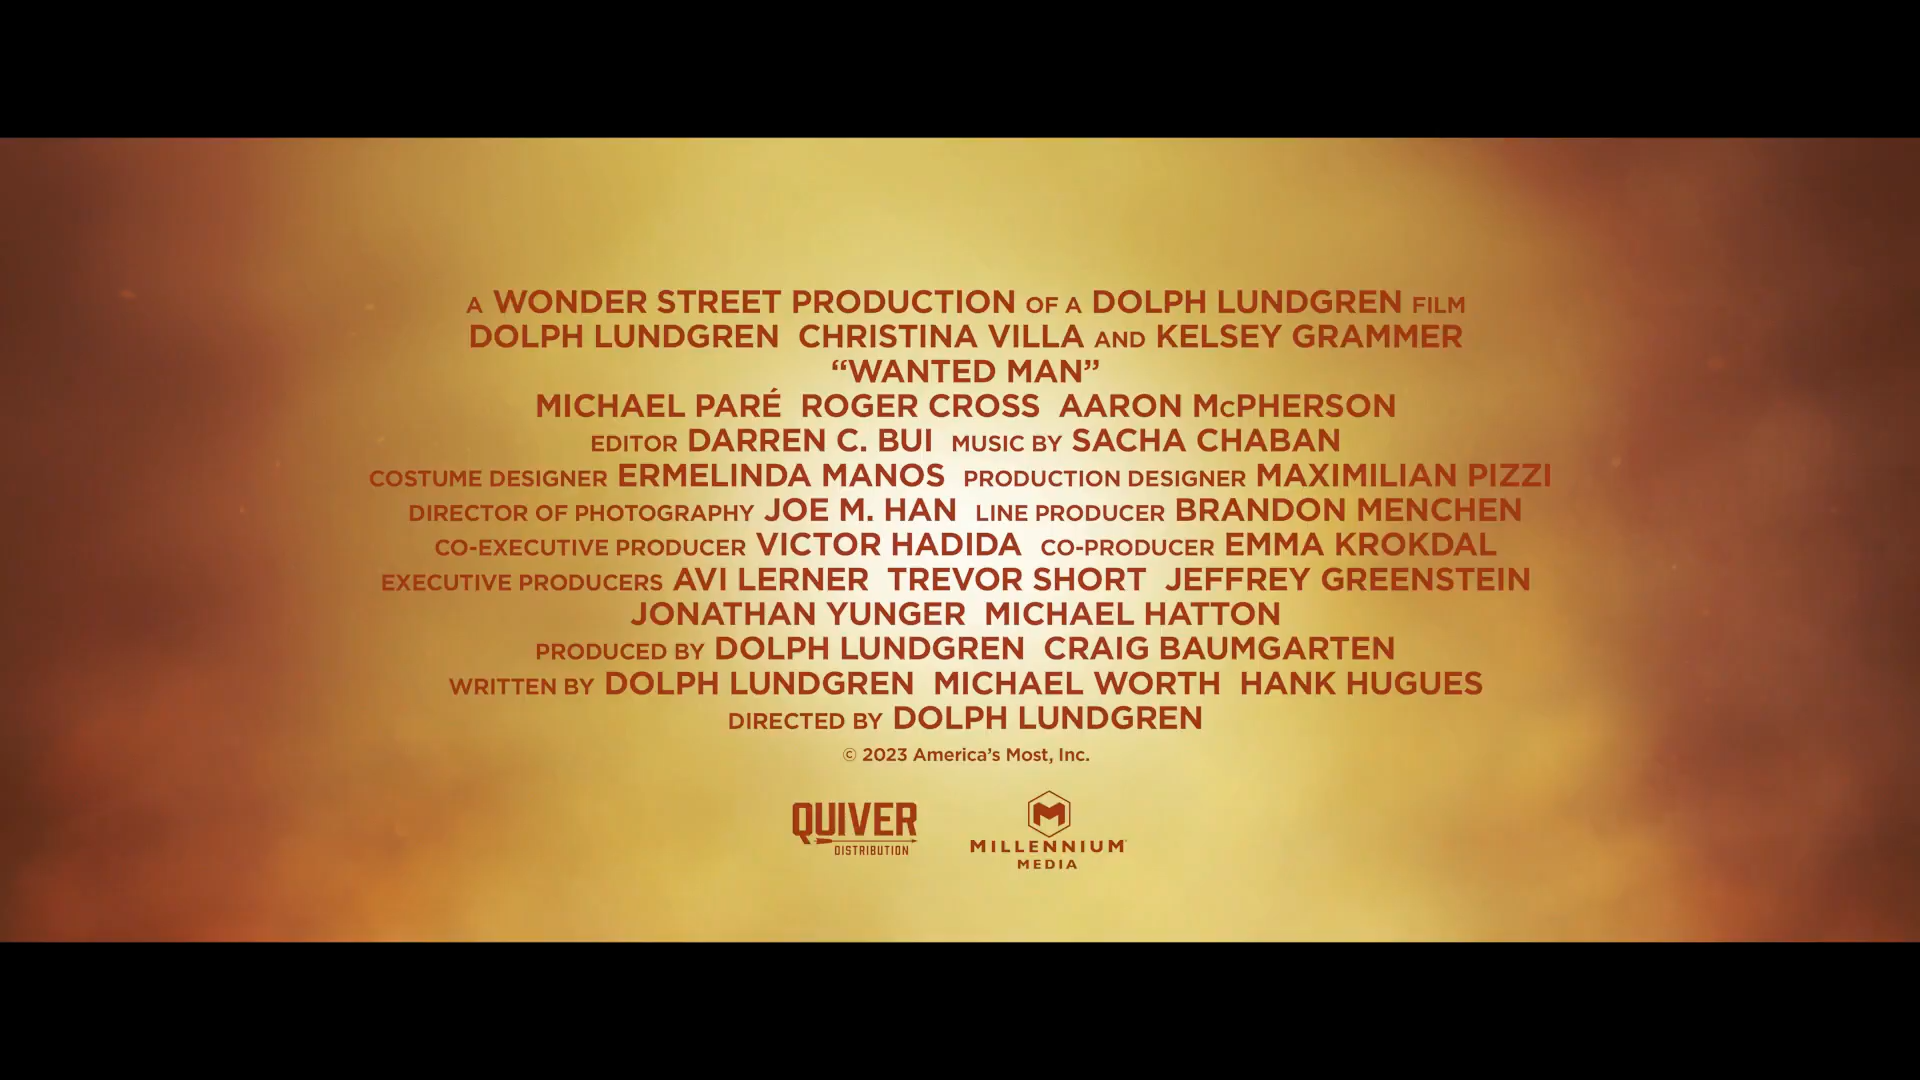 A WONDER STREET PRODUCTION OF A DOLPH LUNDGREN FILM
DOLPH LUNDGREN CHRISTINA VILLA AND KELSEY GRAMMER
“WANTED MAN”
MICHAEL PARÉ ROGER CROSS AARON McPHERSON
EDITOR DARREN C. BUI MUSIC BY SACHA CHABAN
COSTUME DESIGNER ERMELINDA MANOS PRODUCTION DESIGNER MAXIMILIAN PIZZI
DIRECTOR OF PHOTOGRAPHY JOE M. HAN LINE PRODUCER BRANDON MENCHEN
CO-EXECUTIVE PRODUCER VICTOR HADIDA CO-PRODUCER EMMA KROKDAL
EXECUTIVE PRODUCERS AVI LERNER TREVOR SHORT JEFFREY GREENSTEIN
JONATHAN YUNGER MICHAEL HATTON
PRODUCED BY DOLPH LUNDGREN CRAIG BAUMGARTEN
WRITTEN BY DOLPH LUNDGREN MICHAEL WORTH HANK HUGUES
DIRECTED BY DOLPH LUNDGREN
© 2023 America’s Most, Inc.
QUIVER
DISTRIBUTION
MILLENNIUM
MEDIA